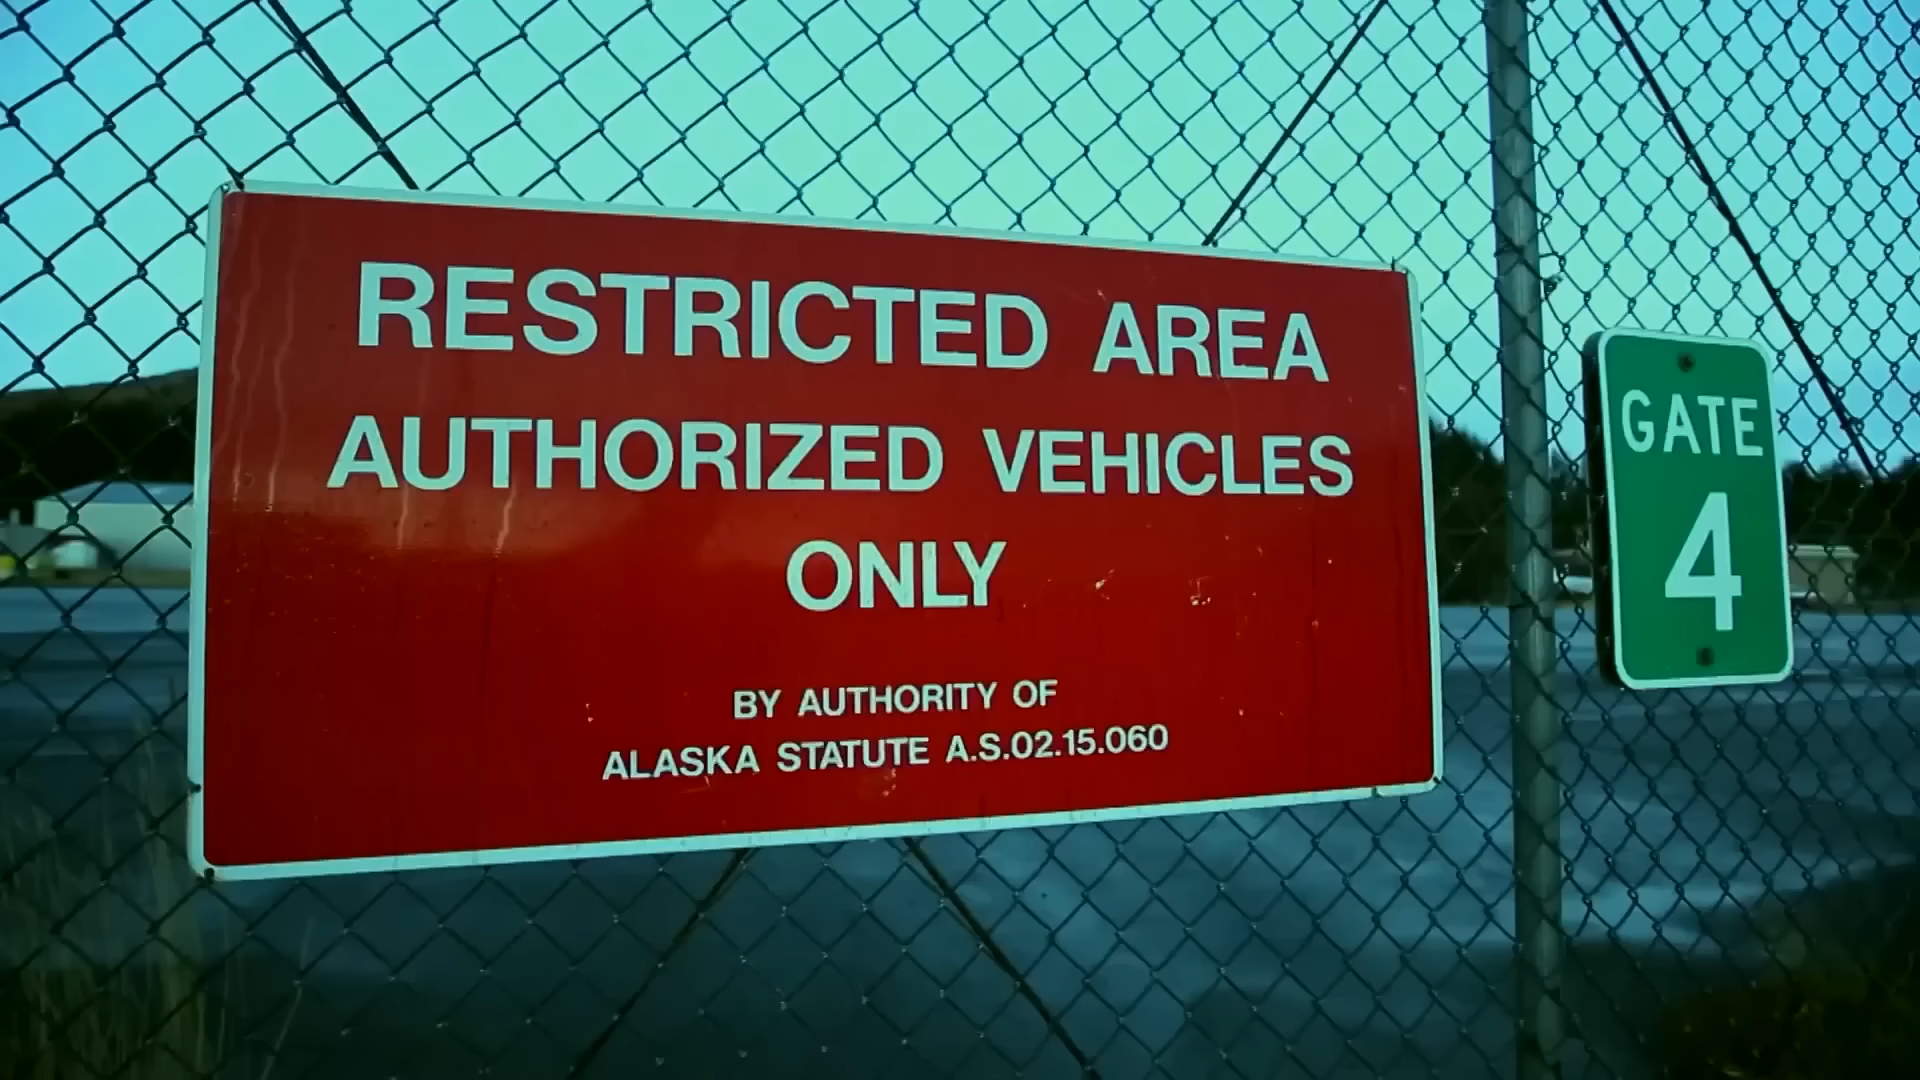 RESTRICTED AREA
AUTHORIZED VEHICLES
ONLY
BY AUTHORITY OF
ALASKA STATUTE A.S.02.15.060
GATE
4